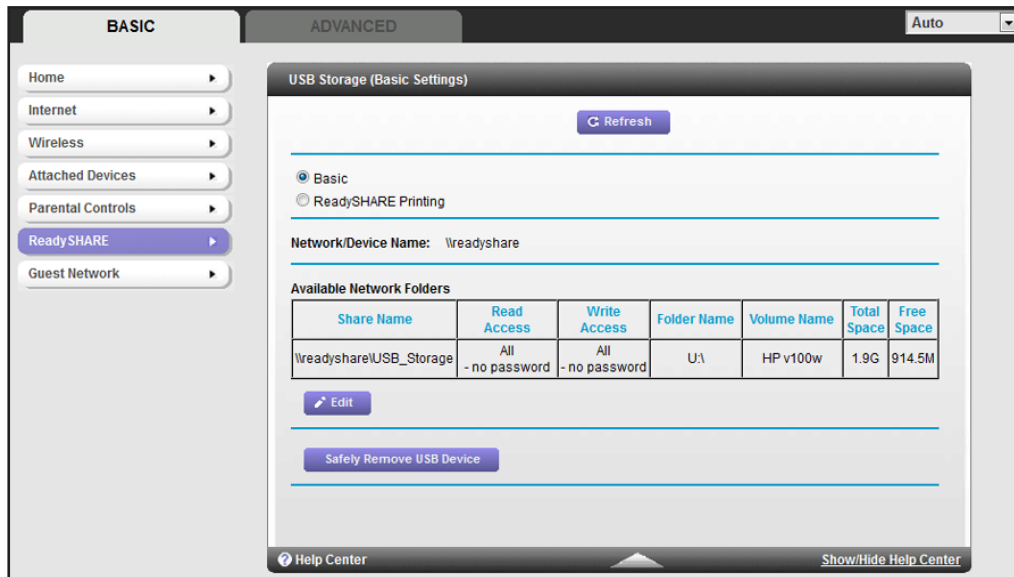 BASIC
ADVANCED
Auto
Home
Internet
Wireless
Attached Devices
Parental Controls
ReadySHARE
Guest Network
USB Storage (Basic Settings)
Refresh
Basic
ReadySHARE Printing
Network/Device Name: \\readyshare
Available Network Folders
Share Name Read Access Write Access Folder Name Volume Name Total Space Free Space
\\readyshare\USB_Storage All - no password All - no password U:\ HP v100w 1.9G 914.5M
Edit
Safely Remove USB Device
Help Center Show/Hide Help Center